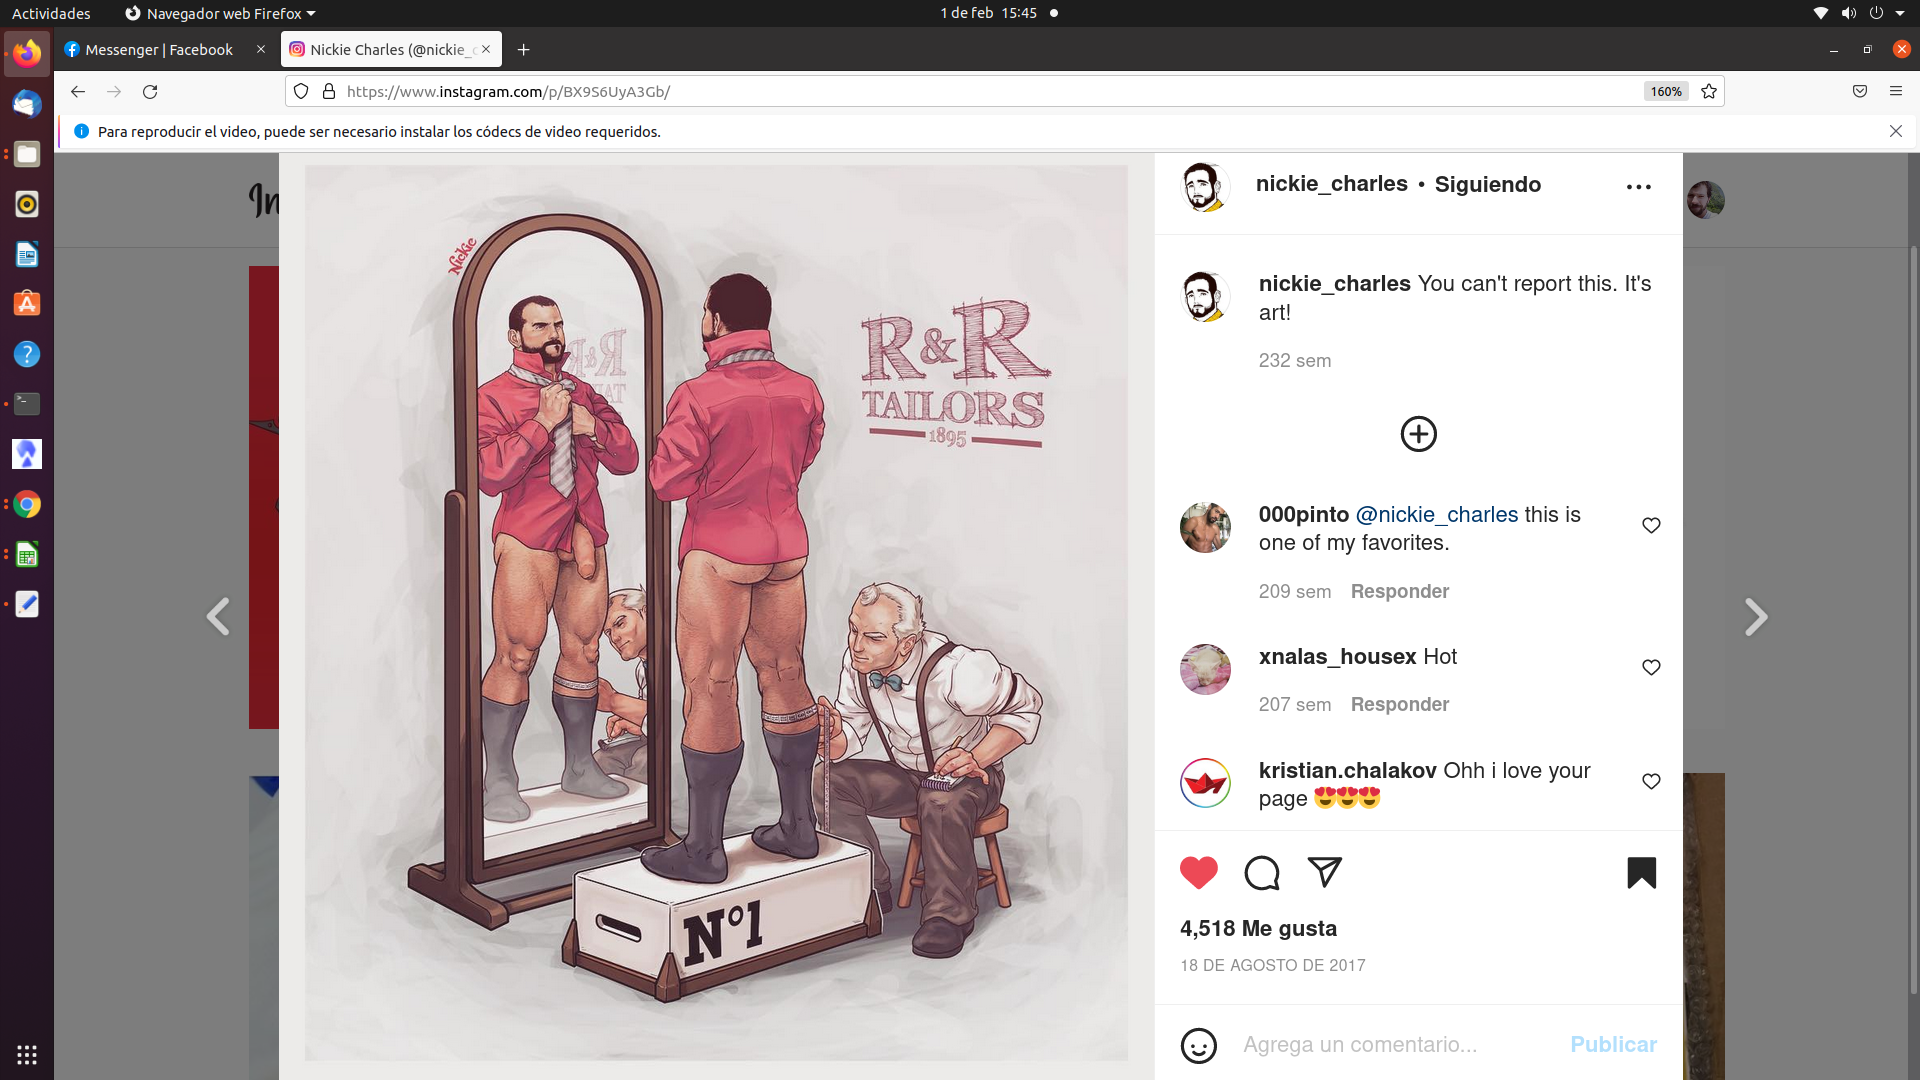 Actividades
Navegador web Firefox
1 de feb 15:45
Messenger | Facebook
Nickie Charles (@nickie_c
https://www.instagram.com/p/BX9S6UyA3Gb/
160%
Para reproducir el video, puede ser necesario instalar los códecs de video requeridos.
In
Nickie
R&R
TAILORS
1895
N°1
nickie_charles • Siguiendo
nickie_charles You can't report this. It's
art!
232 sem
000pinto @nickie_charles this is
one of my favorites.
209 sem Responder
xnalas_housex Hot
207 sem Responder
kristian.chalakov Ohh i love your
page 😍😍😍
4,518 Me gusta
18 DE AGOSTO DE 2017
Agrega un comentario...
Publicar